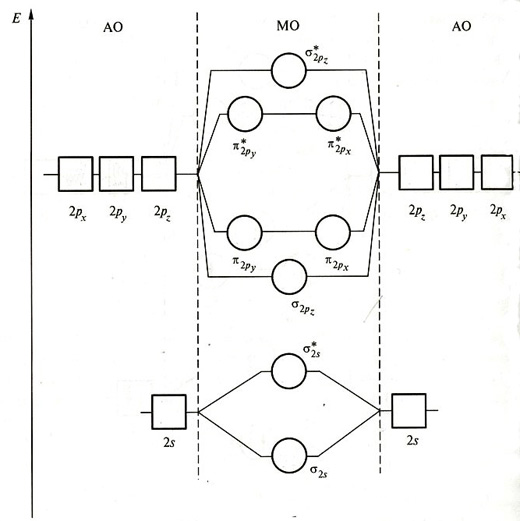 E
AO MO AO
σ*2pz
π*2py π*2px
2px 2py 2pz 2pz 2py 2px
π2py π2px
σ2pz
σ*2s
2s 2s
σ2s